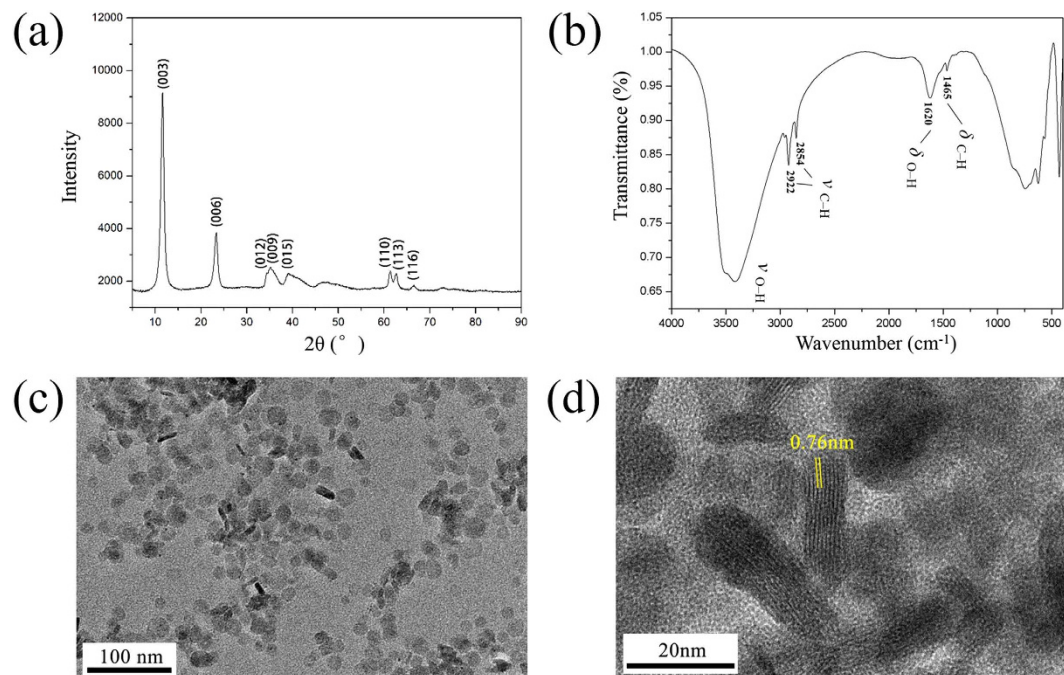 (a)
12000
10000
8000
6000
4000
2000
Intensity
(003)
(006)
(012)
(009)
(015)
(110)
(113)
(116)
10 20 30 40 50 60 70 80 90
2θ (°)
(b)
1.05
1.00
0.95
0.90
0.85
0.80
0.75
0.70
0.65
Transmittance (%)
ν O–H
2922
2854
ν C–H
1620
δ O–H
1465
δ C–H
4000 3500 3000 2500 2000 1500 1000 500
Wavenumber (cm⁻¹)
(c)
100 nm
(d)
0.76nm
20nm